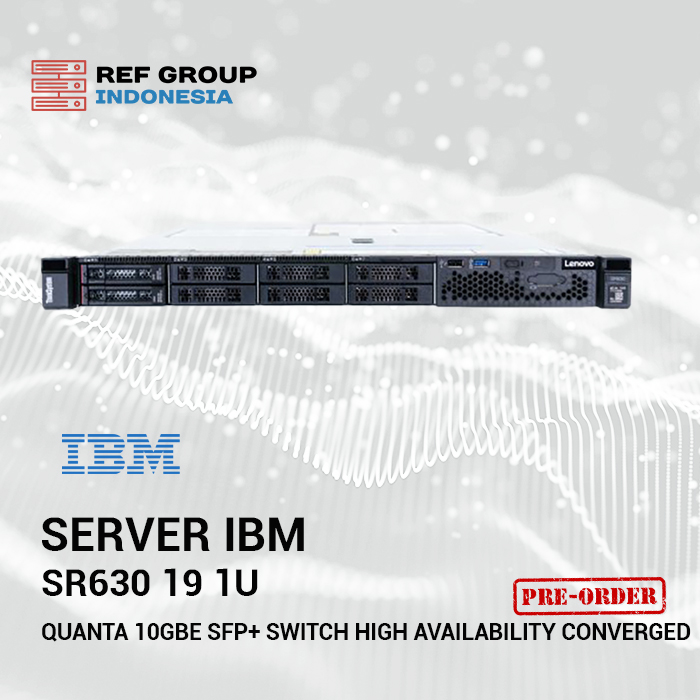 REF GROUP
INDONESIA
Lenovo
ThinkSystem
IBM
SERVER IBM
SR630 19 1U
PRE-ORDER
QUANTA 10GBE SFP+ SWITCH HIGH AVAILABILITY CONVERGED